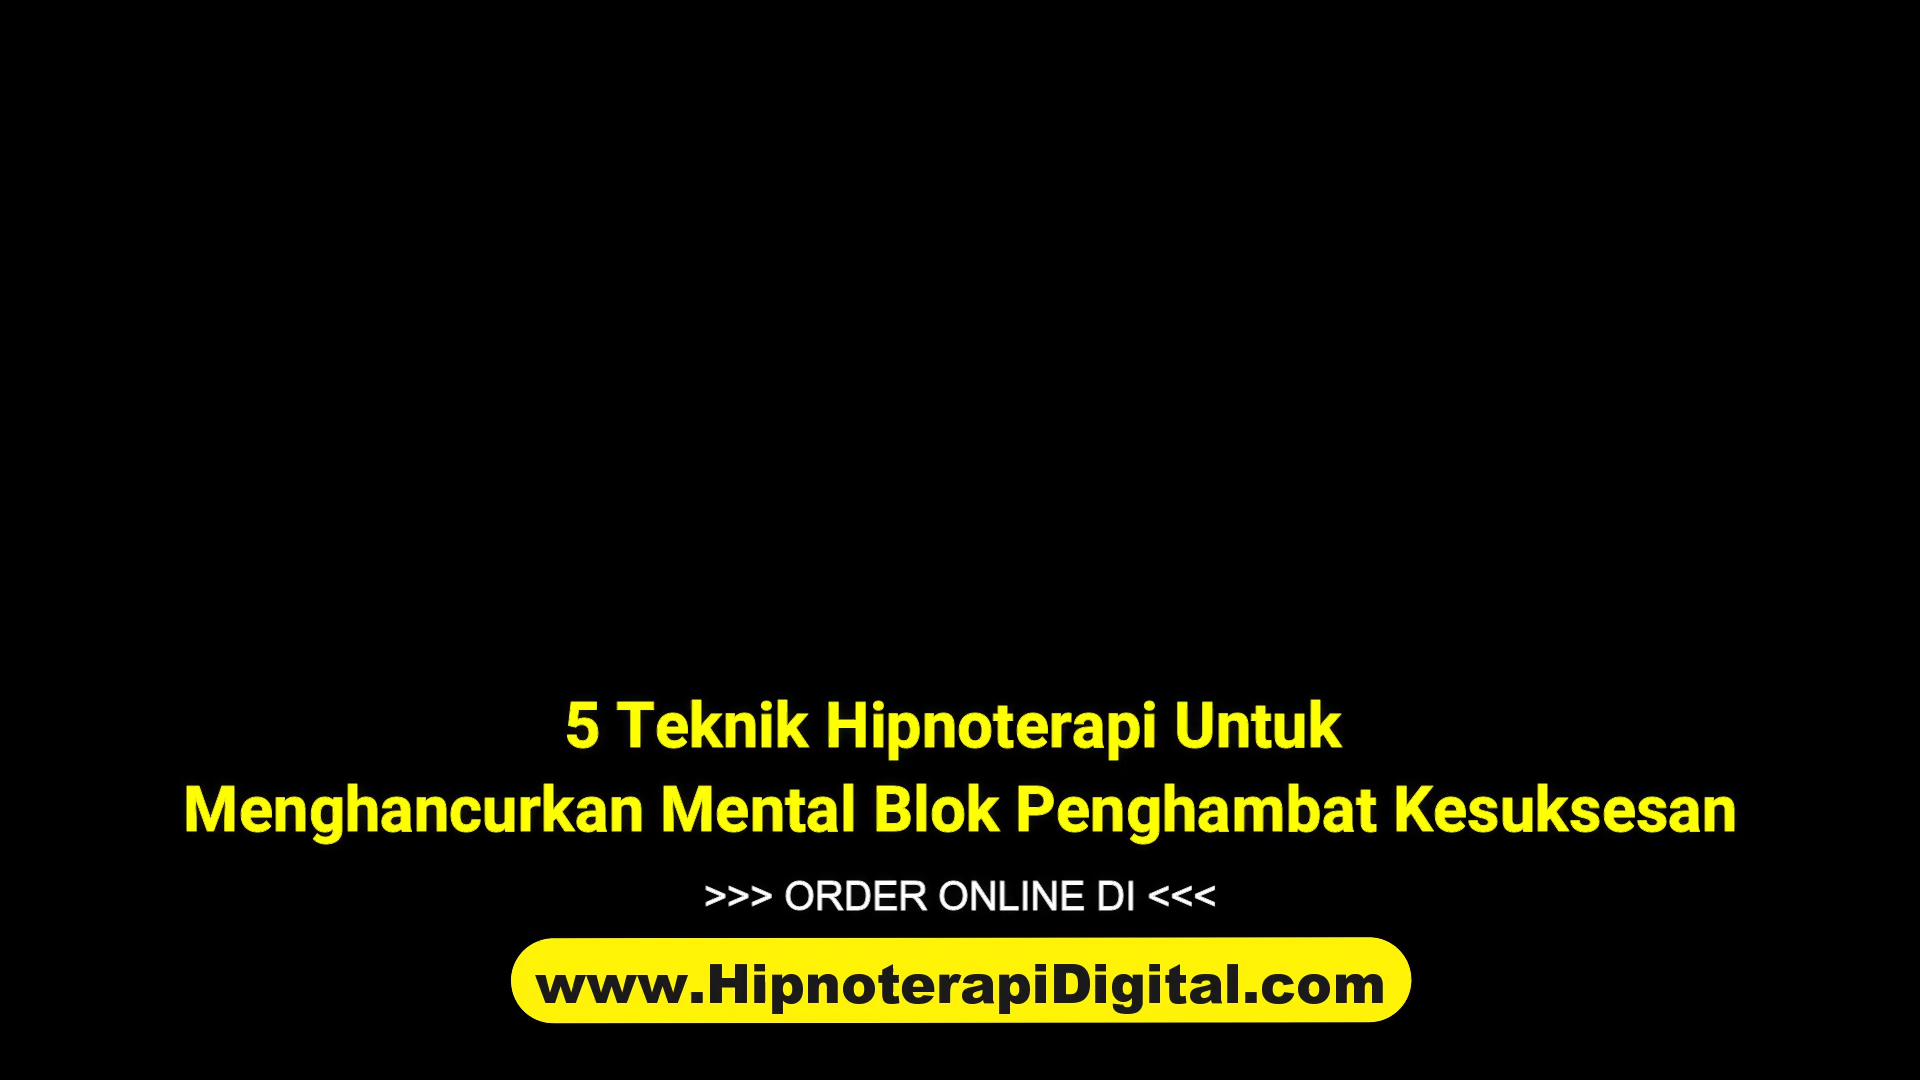 5 Teknik Hipnoterapi Untuk
Menghancurkan Mental Blok Penghambat Kesuksesan
>>> ORDER ONLINE DI <<<
www.HipnoterapiDigital.com